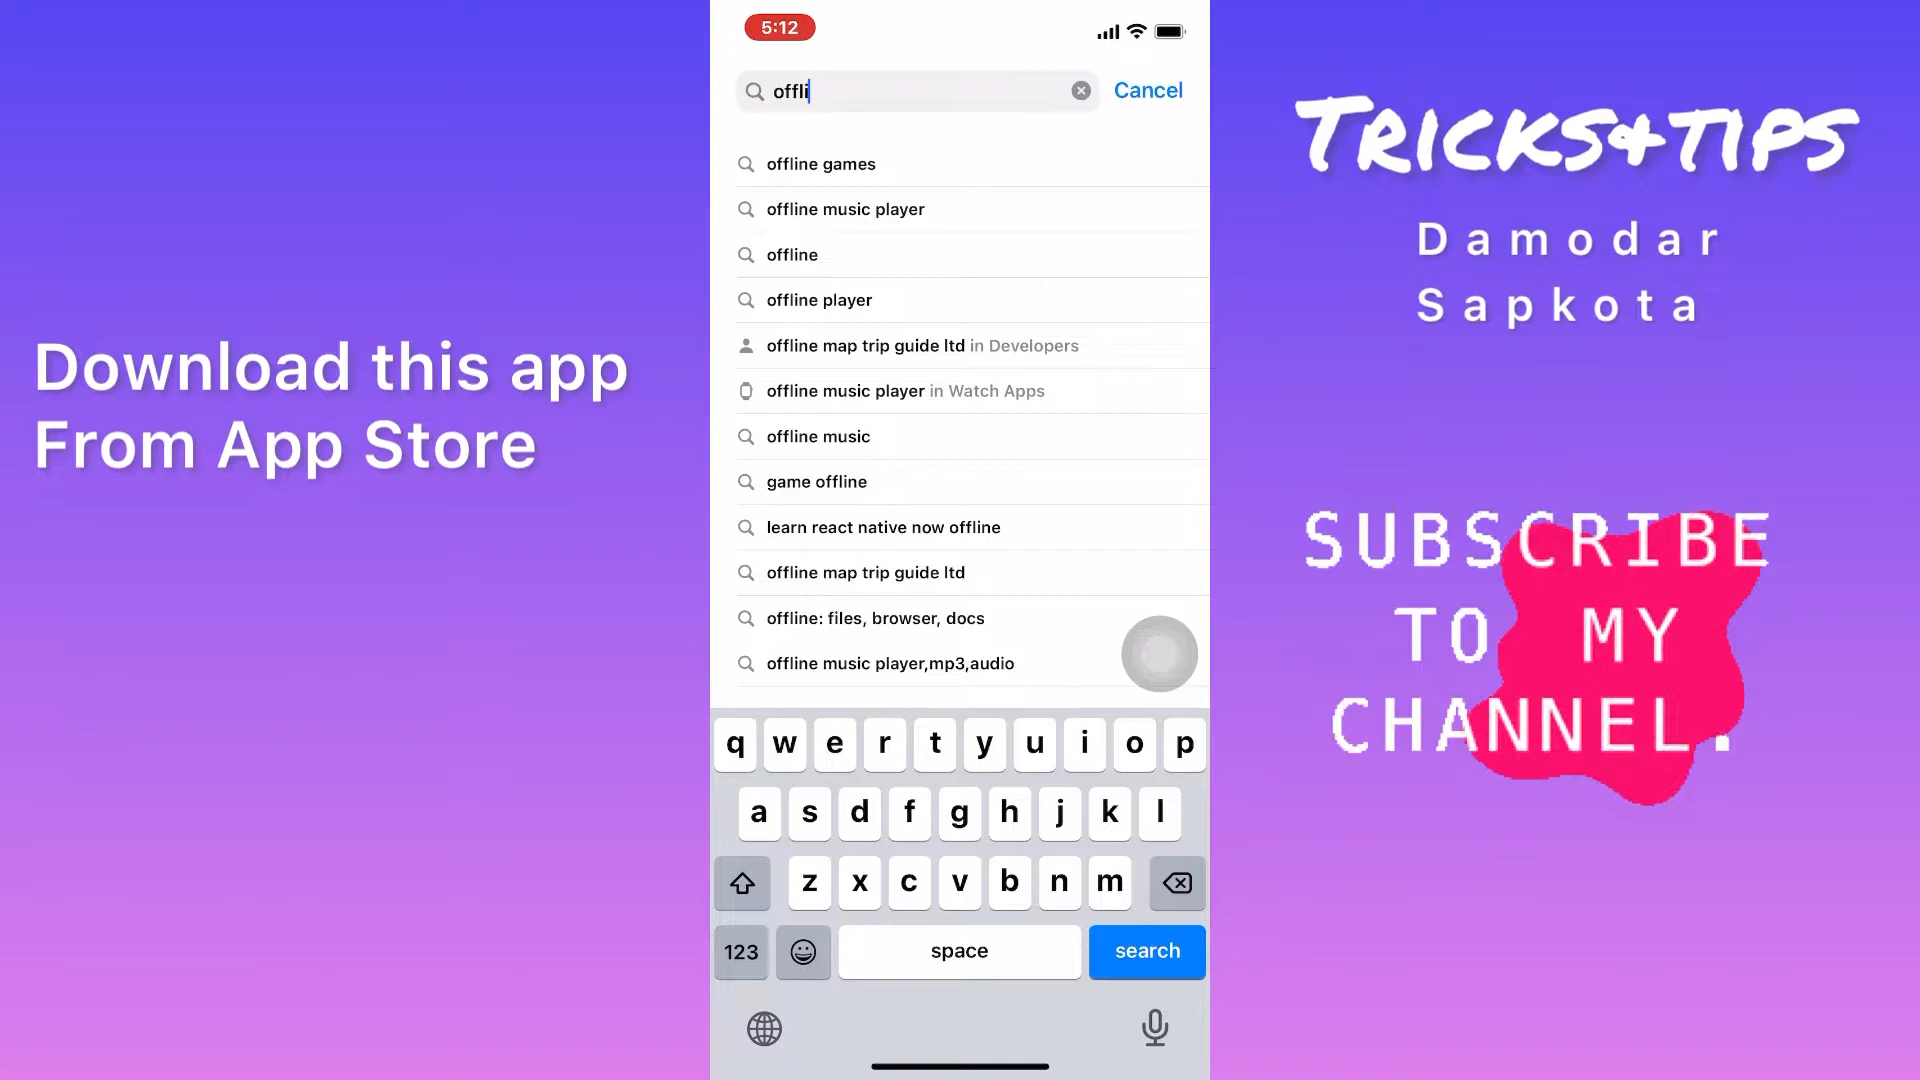 Download this app
From App Store
5:12
offli
Cancel
offline games
offline music player
offline
offline player
offline map trip guide ltd in Developers
offline music player in Watch Apps
offline music
game offline
learn react native now offline
offline map trip guide ltd
offline: files, browser, docs
offline music player,mp3,audio
q w e r t y u i o p
a s d f g h j k l
z x c v b n m
123 space search
TRICKS&TIPS
Damodar
Sapkota
SUBSCRIBE
TO MY
CHANNEL.